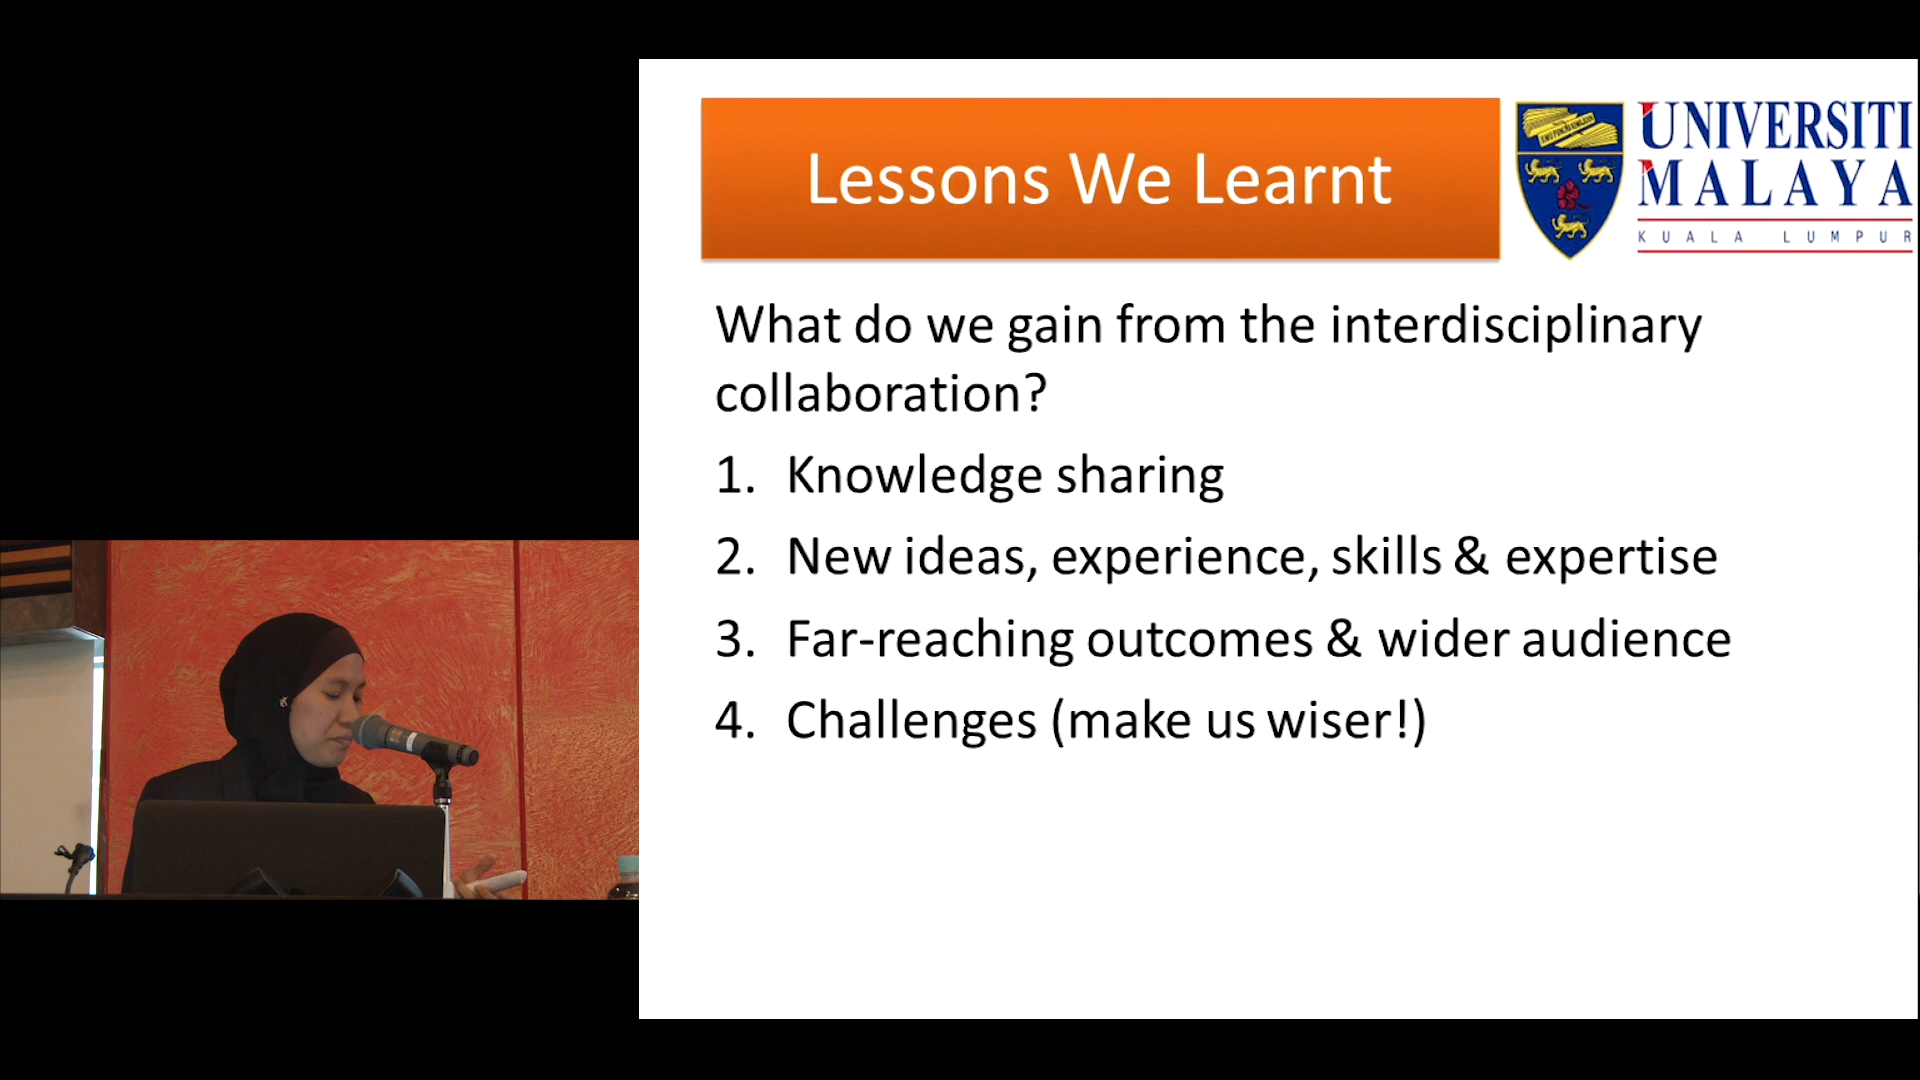 Lessons We Learnt
UNIVERSITI
MALAYA
KUALA LUMPUR
What do we gain from the interdisciplinary
collaboration?
1. Knowledge sharing
2. New ideas, experience, skills & expertise
3. Far-reaching outcomes & wider audience
4. Challenges (make us wiser!)